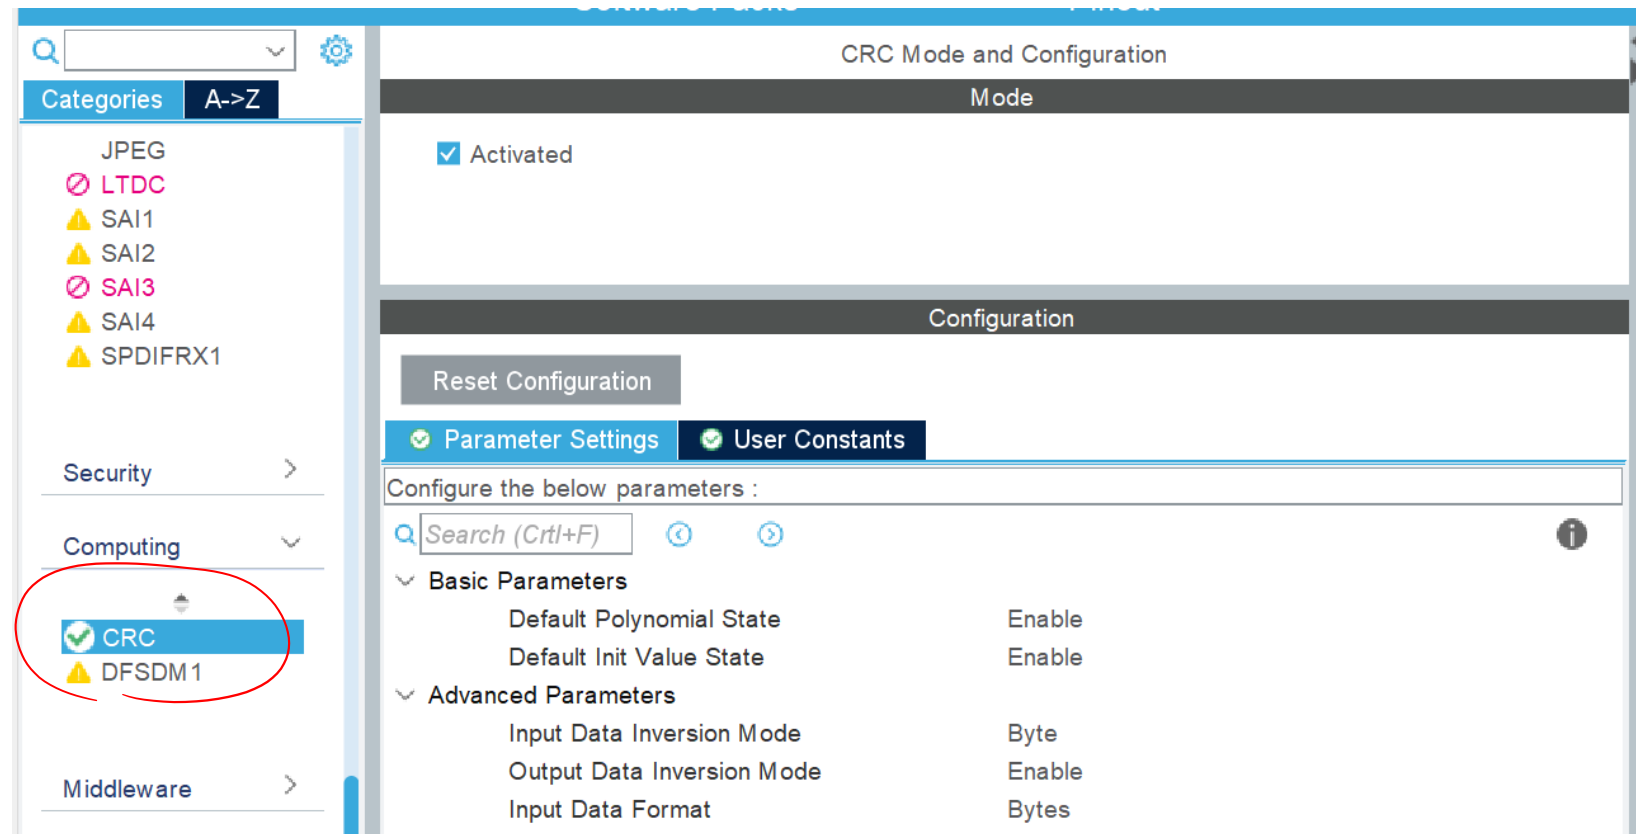 Software Packs
Pinout
Categories
A->Z
JPEG
LTDC
SAI1
SAI2
SAI3
SAI4
SPDIFRX1
Security
Computing
CRC
DFSDM1
Middleware
CRC Mode and Configuration
Mode
Activated
Configuration
Reset Configuration
Parameter Settings
User Constants
Configure the below parameters :
Search (Crtl+F)
Basic Parameters
Default Polynomial State Enable
Default Init Value State Enable
Advanced Parameters
Input Data Inversion Mode Byte
Output Data Inversion Mode Enable
Input Data Format Bytes